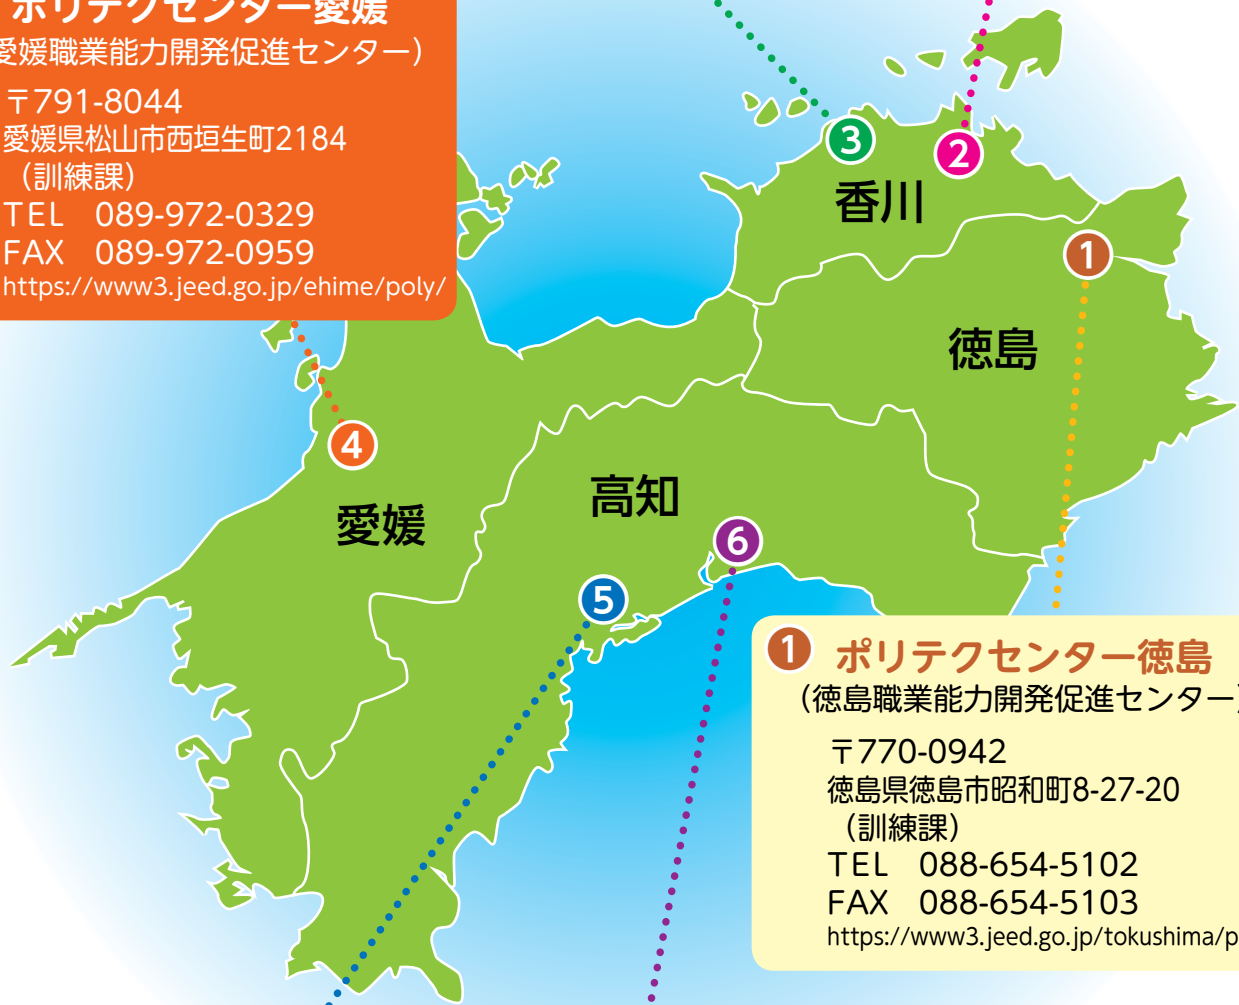 ポリテクセンター愛媛
愛媛職業能力開発促進センター）
〒791-8044
愛媛県松山市西垣生町2184
（訓練課）
TEL　089-972-0329
FAX　089-972-0959
https://www3.jeed.go.jp/ehime/poly/
3
2
香川
1
徳島
4
愛媛
高知
6
5
1 ポリテクセンター徳島
（徳島職業能力開発促進センター）
〒770-0942
徳島県徳島市昭和町8-27-20
（訓練課）
TEL　088-654-5102
FAX　088-654-5103
https://www3.jeed.go.jp/tokushima/p